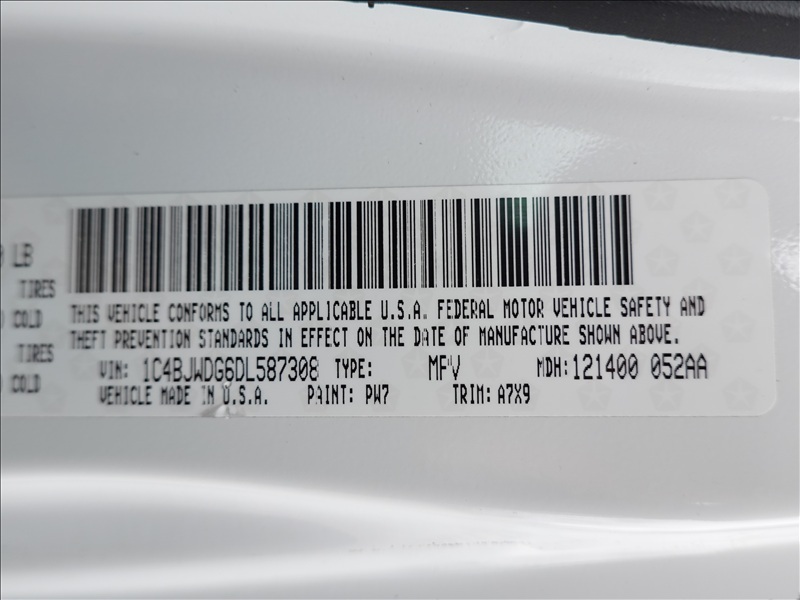 LB
TIRES
COLD
TIRES
COLD
THIS VEHICLE CONFORMS TO ALL APPLICABLE U.S.A. FEDERAL MOTOR VEHICLE SAFETY AND
THEFT PREVENTION STANDARDS IN EFFECT ON THE DATE OF MANUFACTURE SHOWN ABOVE.
VIN: 1C4BJWDG6DL587308 TYPE: MPV MDH: 121400 052AA
VEHICLE MADE IN U.S.A. PAINT: PW7 TRIM: A7X9